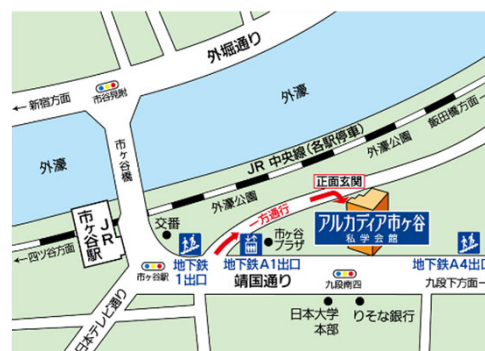 外堀通り
←新宿方面
市谷見附
外濠
飯田橋方面→
市ヶ谷橋
JR 中央線(各駅停車)
外濠公園
外濠
正面玄関
外濠公園
JR
市ヶ谷駅
交番
一方通行
市ヶ谷
プラザ
アルカディア市ヶ谷
私学会館
←四ツ谷方面
市ヶ谷駅
地下鉄
1出口
地下鉄A1出口
地下鉄A4出口
靖国通り
九段南四
九段下方面→
日本テレビ通り
日本大学
本部
りそな銀行